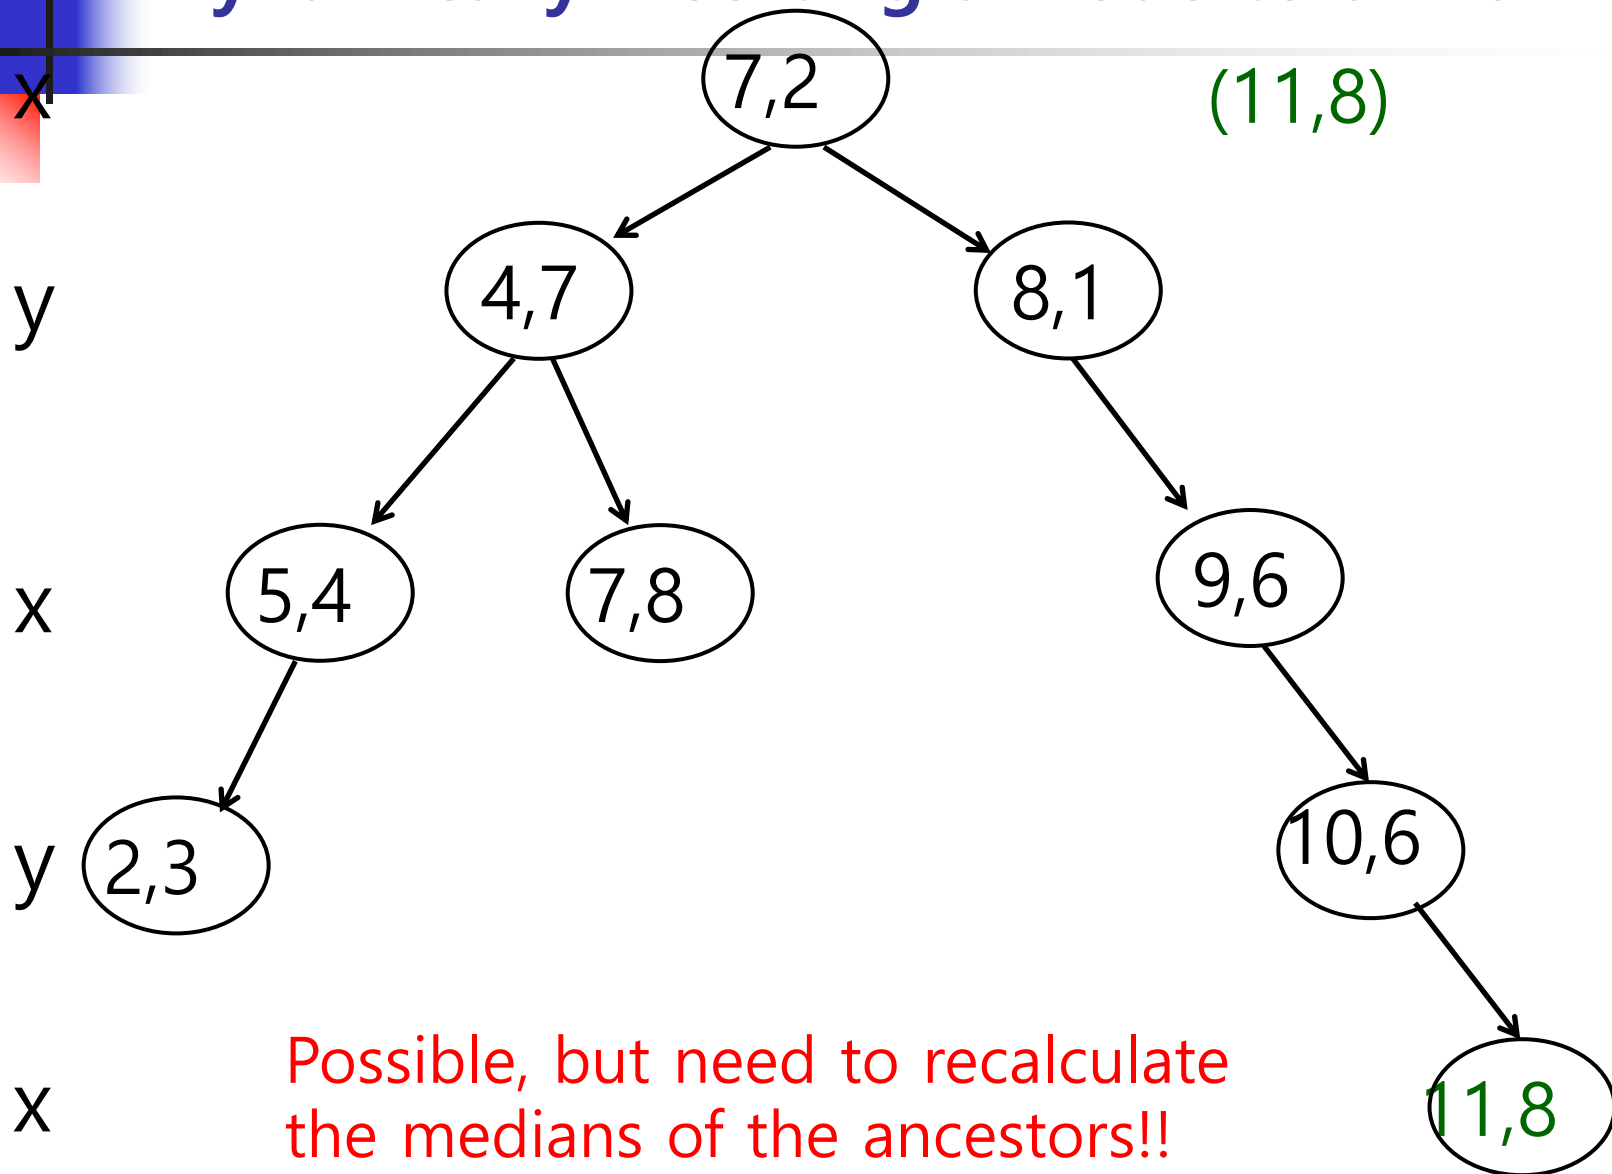 x
7,2
(11,8)
y
4,7
8,1
x
5,4
7,8
9,6
y
2,3
10,6
x
Possible, but need to recalculate
the medians of the ancestors!!
11,8